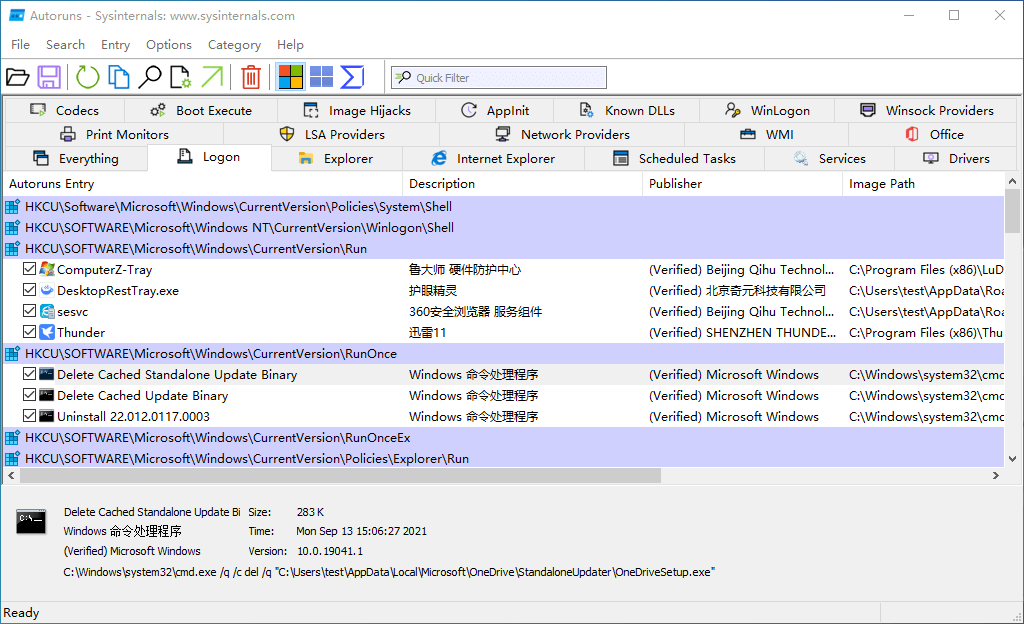 Autoruns - Sysinternals: www.sysinternals.com
File Search Entry Options Category Help
Quick Filter
Codecs Boot Execute Image Hijacks AppInit Known DLLs WinLogon Winsock Providers
Print Monitors LSA Providers Network Providers WMI Office
Everything Logon Explorer Internet Explorer Scheduled Tasks Services Drivers
Autoruns Entry Description Publisher Image Path
HKCU\Software\Microsoft\Windows\CurrentVersion\Policies\System\Shell
HKCU\SOFTWARE\Microsoft\Windows NT\CurrentVersion\Winlogon\Shell
HKCU\SOFTWARE\Microsoft\Windows\CurrentVersion\Run
ComputerZ-Tray 鲁大师 硬件防护中心 (Verified) Beijing Qihu Technol... C:\Program Files (x86)\LuD
DesktopRestTray.exe 护眼精灵 (Verified) 北京奇元科技有限公司 C:\Users\test\AppData\Roa
sesvc 360安全浏览器 服务组件 (Verified) Beijing Qihu Technol... C:\Users\test\AppData\Roa
Thunder 迅雷11 (Verified) SHENZHEN THUNDE... C:\Program Files (x86)\Thu
HKCU\SOFTWARE\Microsoft\Windows\CurrentVersion\RunOnce
Delete Cached Standalone Update Binary Windows 命令处理程序 (Verified) Microsoft Windows C:\Windows\system32\cmd
Delete Cached Update Binary Windows 命令处理程序 (Verified) Microsoft Windows C:\Windows\system32\cmd
Uninstall 22.012.0117.0003 Windows 命令处理程序 (Verified) Microsoft Windows C:\Windows\system32\cmd
HKCU\SOFTWARE\Microsoft\Windows\CurrentVersion\RunOnceEx
HKCU\SOFTWARE\Microsoft\Windows\CurrentVersion\Policies\Explorer\Run
Delete Cached Standalone Update Bi Size: 283 K
Windows 命令处理程序 Time: Mon Sep 13 15:06:27 2021
(Verified) Microsoft Windows Version: 10.0.19041.1
C:\Windows\system32\cmd.exe /q /c del /q "C:\Users\test\AppData\Local\Microsoft\OneDrive\StandaloneUpdater\OneDriveSetup.exe"
Ready